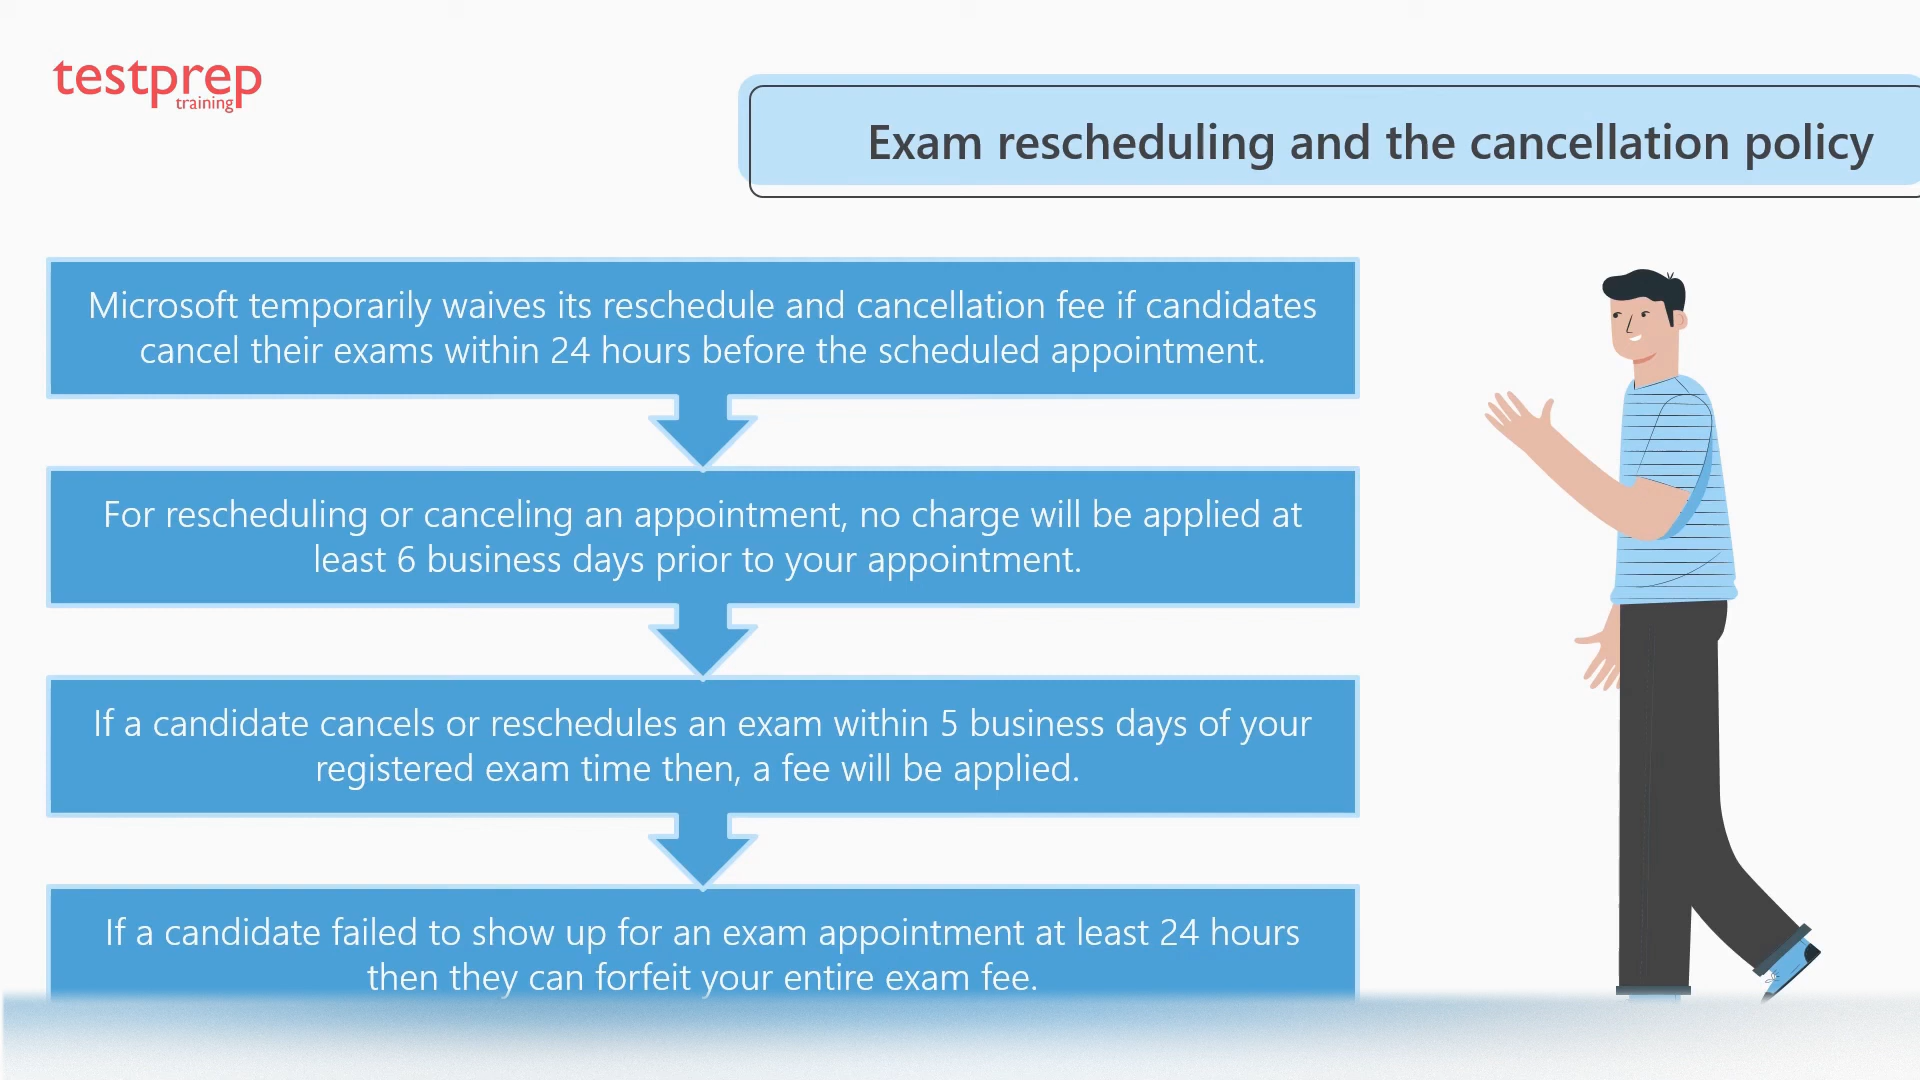 testprep
training
Exam rescheduling and the cancellation policy
Microsoft temporarily waives its reschedule and cancellation fee if candidates
cancel their exams within 24 hours before the scheduled appointment.
For rescheduling or canceling an appointment, no charge will be applied at
least 6 business days prior to your appointment.
If a candidate cancels or reschedules an exam within 5 business days of your
registered exam time then, a fee will be applied.
If a candidate failed to show up for an exam appointment at least 24 hours
then they can forfeit your entire exam fee.